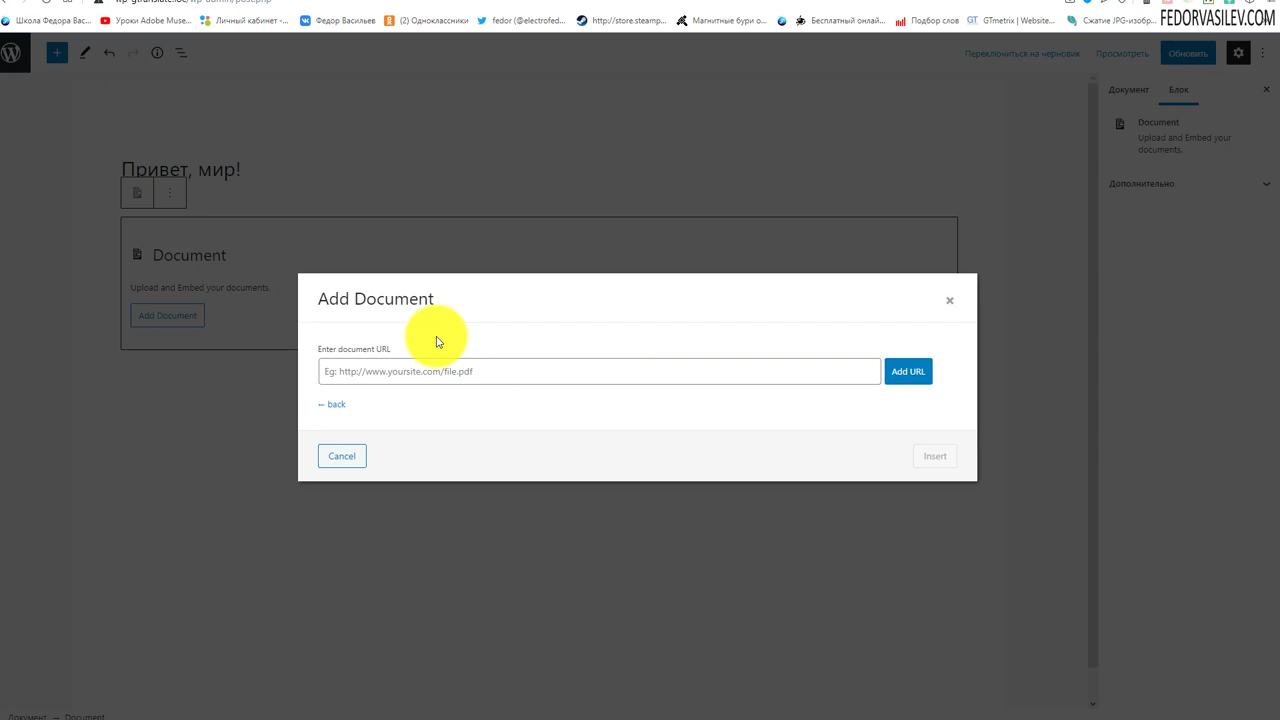 Школа Федора Вас...
Уроки Adobe Muse...
Личный кабинет -...
Федор Васильев
(2) Одноклассники
fedor (@electrofed...
http://store.steamp...
Магнитные бури о...
Бесплатный онлай...
Подбор слов
GTmetrix | Website...
Сжатие JPG-изобр...
FEDORVASILEV.COM
Переключиться на черновик
Просмотреть
Обновить
Документ
Блок
Document
Upload and Embed your
documents.
Дополнительно
Привет, мир!
Document
Upload and Embed your documents.
Add Document
Add Document
Enter document URL
Eg: http://www.yoursite.com/file.pdf
Add URL
← back
Cancel
Insert
Документ → Document